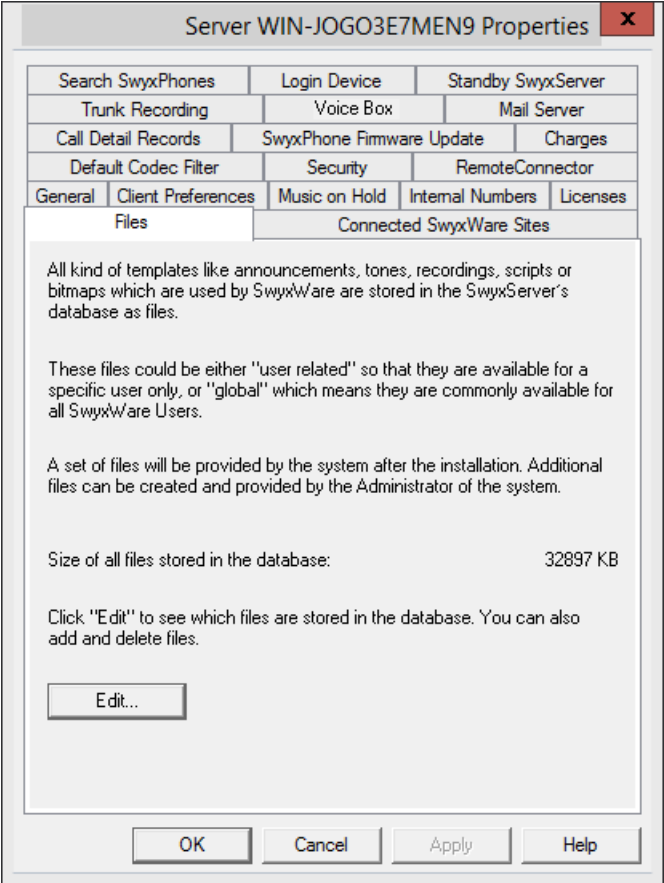 Server WIN-JOGO3E7MEN9 Properties
x
Search SwyxPhones Login Device Standby SwyxServer
Trunk Recording Voice Box Mail Server
Call Detail Records SwyxPhone Firmware Update Charges
Default Codec Filter Security RemoteConnector
General Client Preferences Music on Hold Internal Numbers Licenses
Files Connected SwyxWare Sites
All kind of templates like announcements, tones, recordings, scripts or
bitmaps which are used by SwyxWare are stored in the SwyxServer´s
database as files.
These files could be either "user related" so that they are available for a
specific user only, or "global" which means they are commonly available for
all SwyxWare Users.
A set of files will be provided by the system after the installation. Additional
files can be created and provided by the Administrator of the system.
Size of all files stored in the database: 32897 KB
Click "Edit" to see which files are stored in the database. You can also
add and delete files.
Edit...
OK Cancel Apply Help